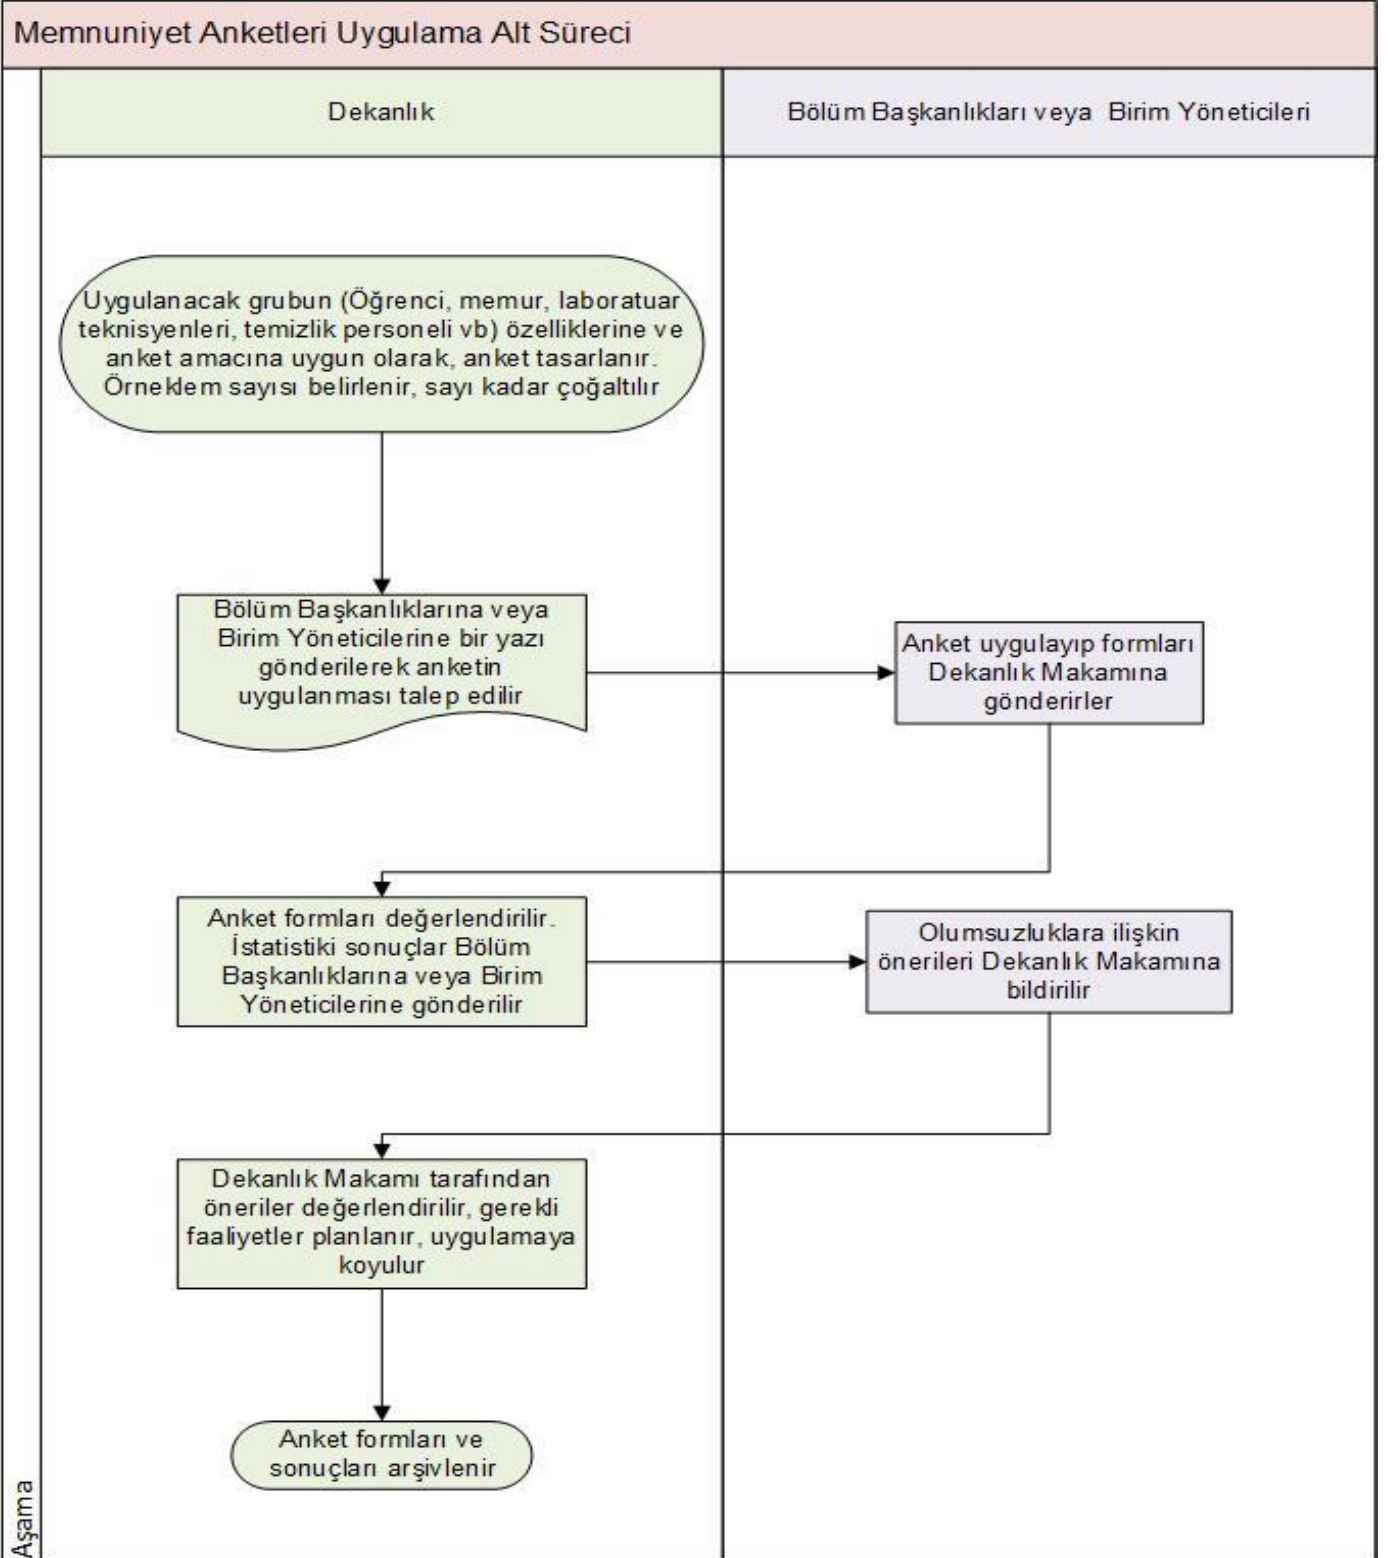 Memnuniyet Anketleri Uygulama Alt Süreci
Dekanlık
Bölüm Başkanlıkları veya Birim Yöneticileri
Uygulanacak grubun (Öğrenci, memur, laboratuar
teknisyenleri, temizlik personeli vb) özelliklerine ve
anket amacına uygun olarak, anket tasarlanır.
Örneklem sayısı belirlenir, sayı kadar çoğaltılır
Bölüm Başkanlıklarına veya
Birim Yöneticilerine bir yazı
gönderilerek anketin
uygulanması talep edilir
Anket uygulayıp formları
Dekanlık Makamına
gönderirler
Anket formları değerlendirilir.
İstatistiki sonuçlar Bölüm
Başkanlıklarına veya Birim
Yöneticilerine gönderilir
Olumsuzluklara ilişkin
önerileri Dekanlık Makamına
bildirilir
Dekanlık Makamı tarafından
öneriler değerlendirilir, gerekli
faaliyetler planlanır, uygulamaya
koyulur
Anket formları ve
sonuçları arşivlenir
Aşama